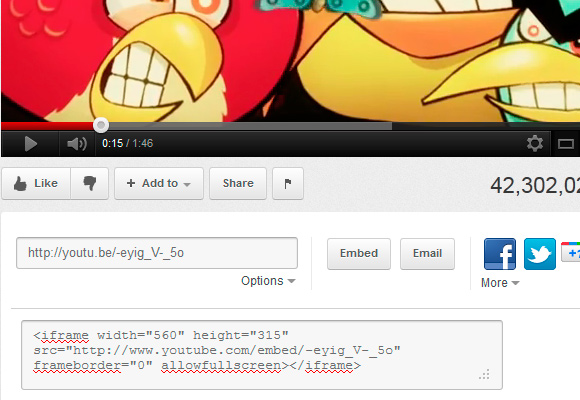 0:15 / 1:46
Like
+ Add to
Share
42,302,02
http://youtu.be/-eyig_V-_5o
Embed
Email
Options
More
<iframe width="560" height="315"
src="http://www.youtube.com/embed/-eyig_V-_5o"
frameborder="0" allowfullscreen></iframe>